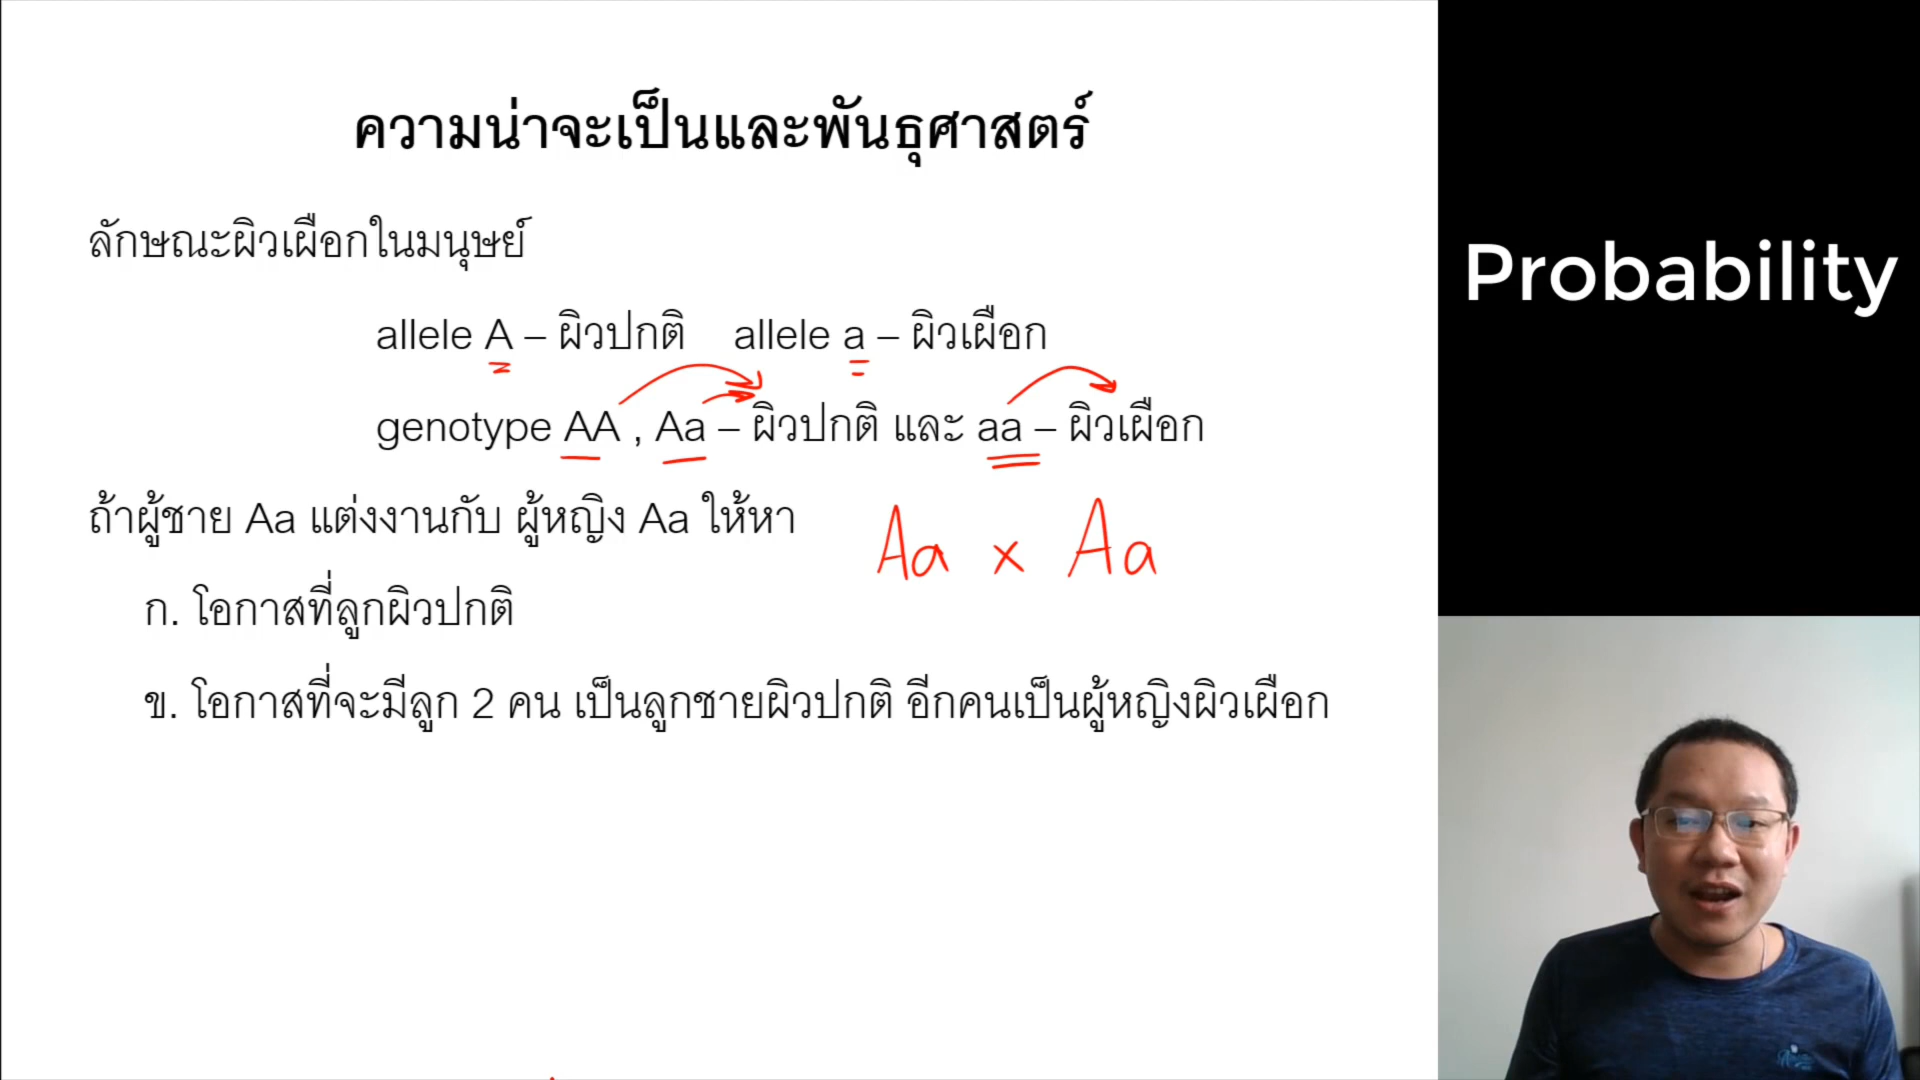 ความน่าจะเป็นและพันธุศาสตร์
ลักษณะผิวเผือกในมนุษย์
allele A – ผิวปกติ allele a – ผิวเผือก
genotype AA , Aa – ผิวปกติ และ aa – ผิวเผือก
ถ้าผู้ชาย Aa แต่งงานกับ ผู้หญิง Aa ให้หา
Aa x Aa
ก. โอกาสที่ลูกผิวปกติ
ข. โอกาสที่จะมีลูก 2 คน เป็นลูกชายผิวปกติ อีกคนเป็นผู้หญิงผิวเผือก
Probability